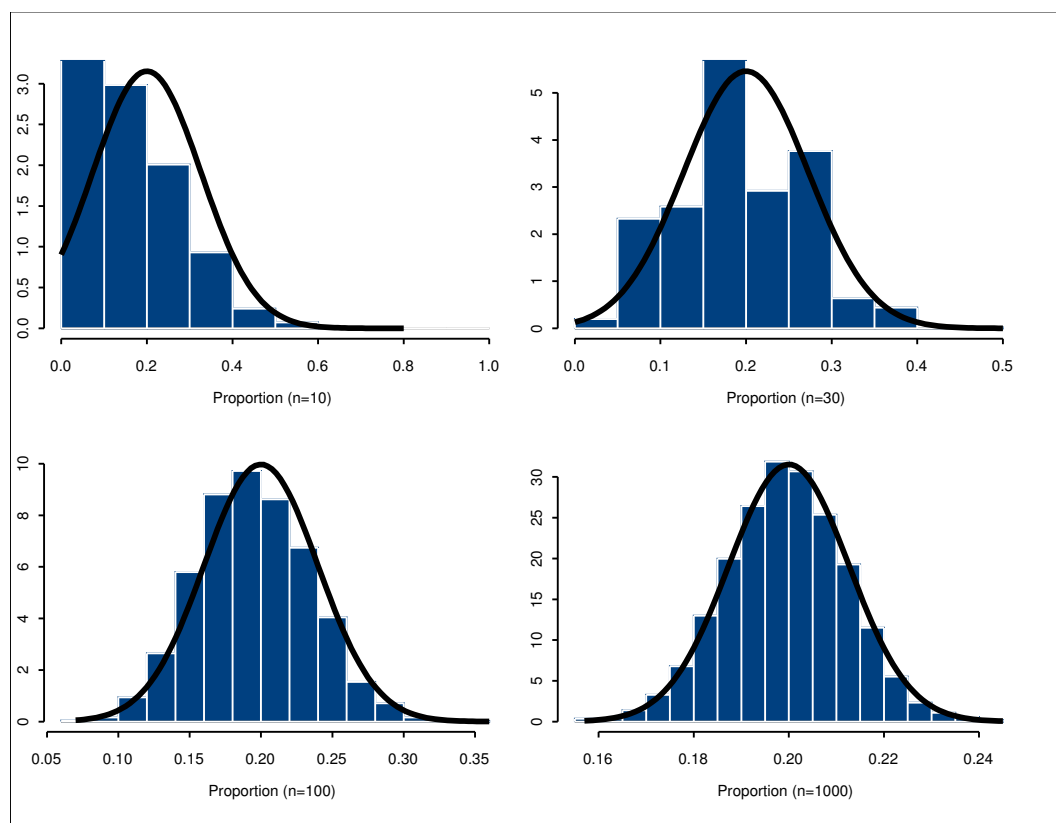 0.0 0.5 1.0 1.5 2.0 2.5 3.0
0.0 0.2 0.4 0.6 0.8 1.0
Proportion (n=10)
0 1 2 3 4 5
0.0 0.1 0.2 0.3 0.4 0.5
Proportion (n=30)
0 2 4 6 8 10
0.05 0.10 0.15 0.20 0.25 0.30 0.35
Proportion (n=100)
0 5 10 15 20 25 30
0.16 0.18 0.20 0.22 0.24
Proportion (n=1000)